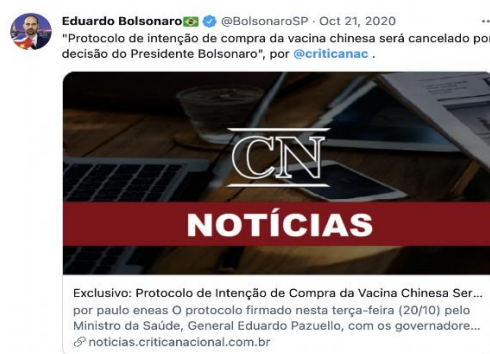 Eduardo Bolsonaro🇧🇷 @BolsonaroSP · Oct 21, 2020
"Protocolo de intenção de compra da vacina chinesa será cancelado por
decisão do Presidente Bolsonaro", por @criticanac .
CN
NOTÍCIAS
Exclusivo: Protocolo de Intenção de Compra da Vacina Chinesa Ser...
por paulo eneas O protocolo firmado nesta terça-feira (20/10) pelo
Ministro da Saúde, General Eduardo Pazuello, com os governadore...
noticias.criticanacional.com.br